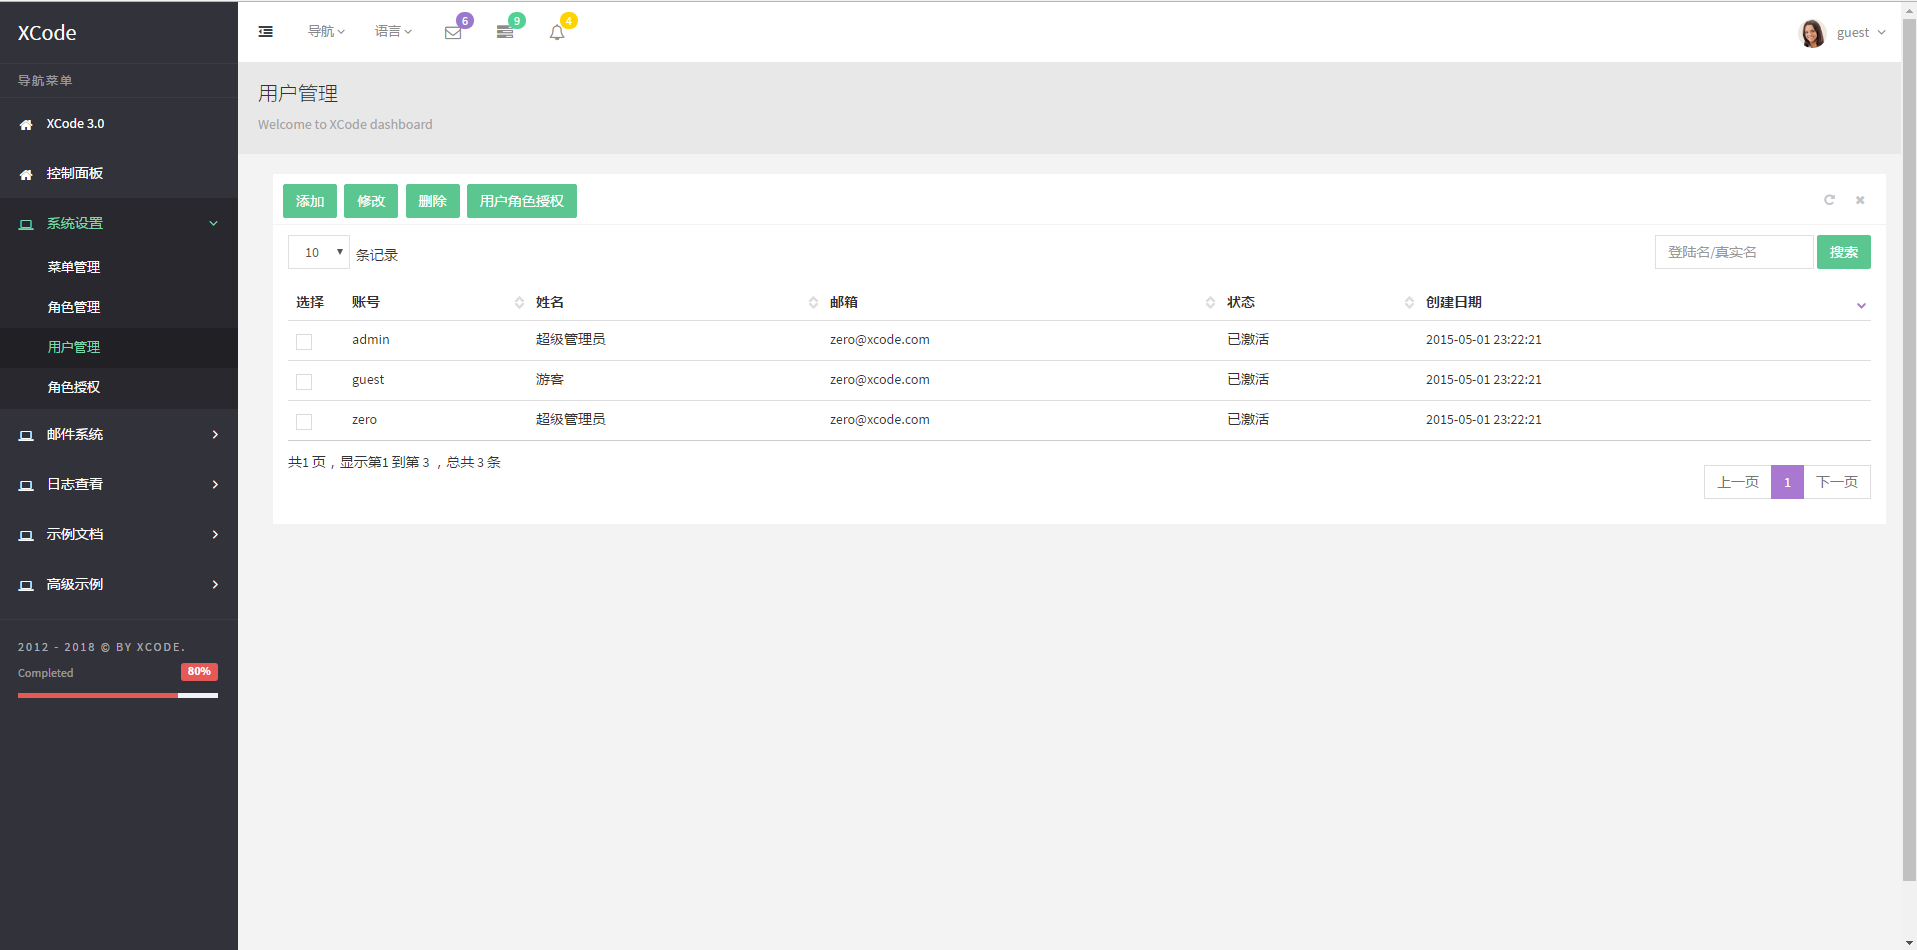 XCode
导航菜单
XCode 3.0
控制面板
系统设置
菜单管理
角色管理
用户管理
角色授权
邮件系统
日志查看
示例文档
高级示例
2012 - 2018 © BY XCODE.
Completed 80%
导航 语言 6 9 4 guest
用户管理
Welcome to XCode dashboard
添加 修改 删除 用户角色授权
10 条记录 登陆名/真实名 搜索
选择 账号 姓名 邮箱 状态 创建日期
admin 超级管理员 zero@xcode.com 已激活 2015-05-01 23:22:21
guest 游客 zero@xcode.com 已激活 2015-05-01 23:22:21
zero 超级管理员 zero@xcode.com 已激活 2015-05-01 23:22:21
共1 页，显示第1 到第 3 ，总共 3 条
上一页 1 下一页